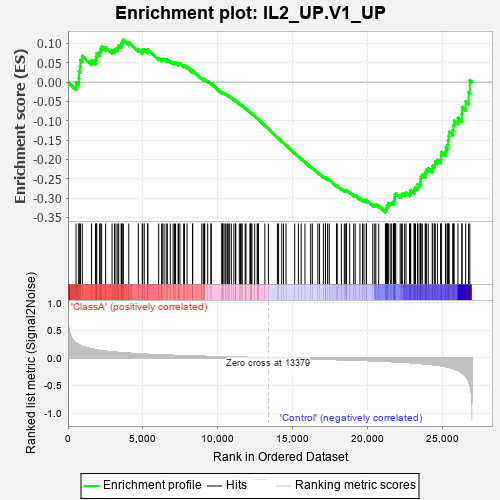 Enrichment plot: IL2_UP.V1_UP
Enrichment score (ES)
0.10
0.05
0.00
-0.05
-0.10
-0.15
-0.20
-0.25
-0.30
-0.35
'ClassA' (positively correlated)
Ranked list metric (Signal2Noise)
1.0
0.5
0.0
-0.5
-1.0
Zero cross at 13379
'Control' (negatively correlated)
0
5,000
10,000
15,000
20,000
25,000
Rank in Ordered Dataset
Enrichment profile
Hits
Ranking metric scores